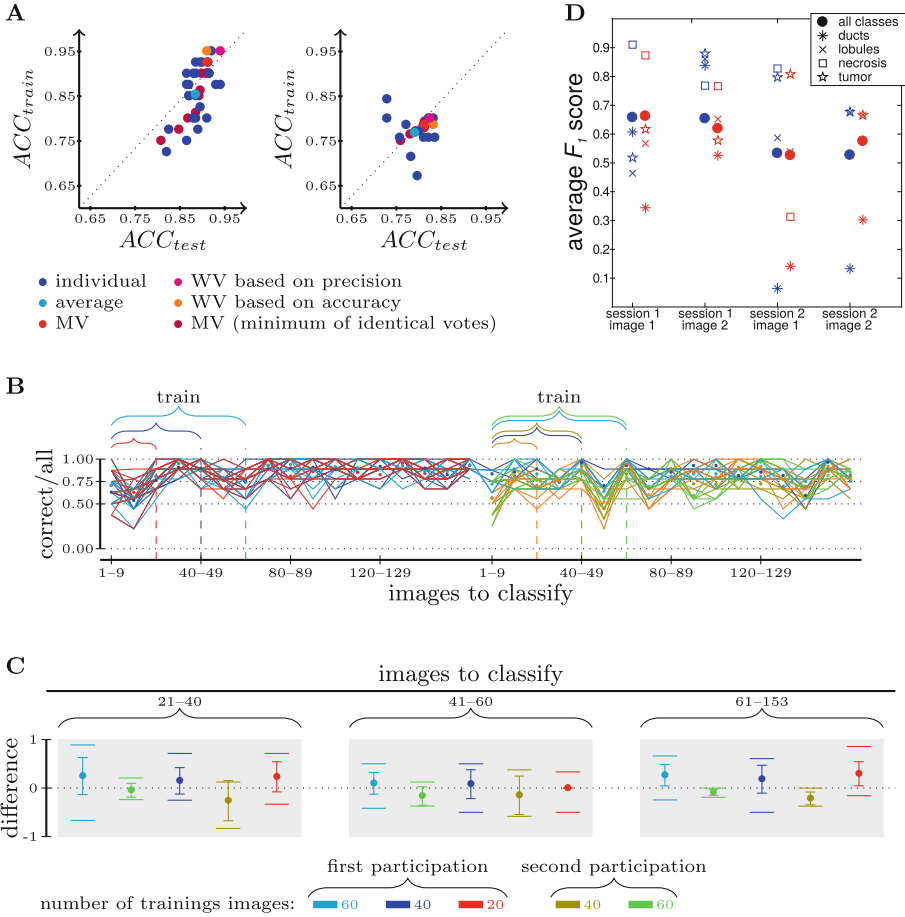 A
0.95
0.85
0.75
0.65
ACC_train
0.65 0.75 0.85 0.95
ACC_test
0.95
0.85
0.75
0.65
ACC_train
0.65 0.75 0.85 0.95
ACC_test
individual
average
MV
WV based on precision
WV based on accuracy
MV (minimum of identical votes)
D
all classes
ducts
lobules
necrosis
tumor
average F1 score
0.9
0.8
0.7
0.6
0.5
0.4
0.3
0.2
0.1
session 1 image 1
session 1 image 2
session 2 image 1
session 2 image 2
B
train
train
correct/all
1.00
0.75
0.50
0.00
1–9 40–49 80–89 120–129 1–9 40–49 80–89 120–129
images to classify
C
images to classify
21–40 41–60 61–153
difference
1
0
-1
first participation second participation
number of trainings images: 60 40 20 40 60